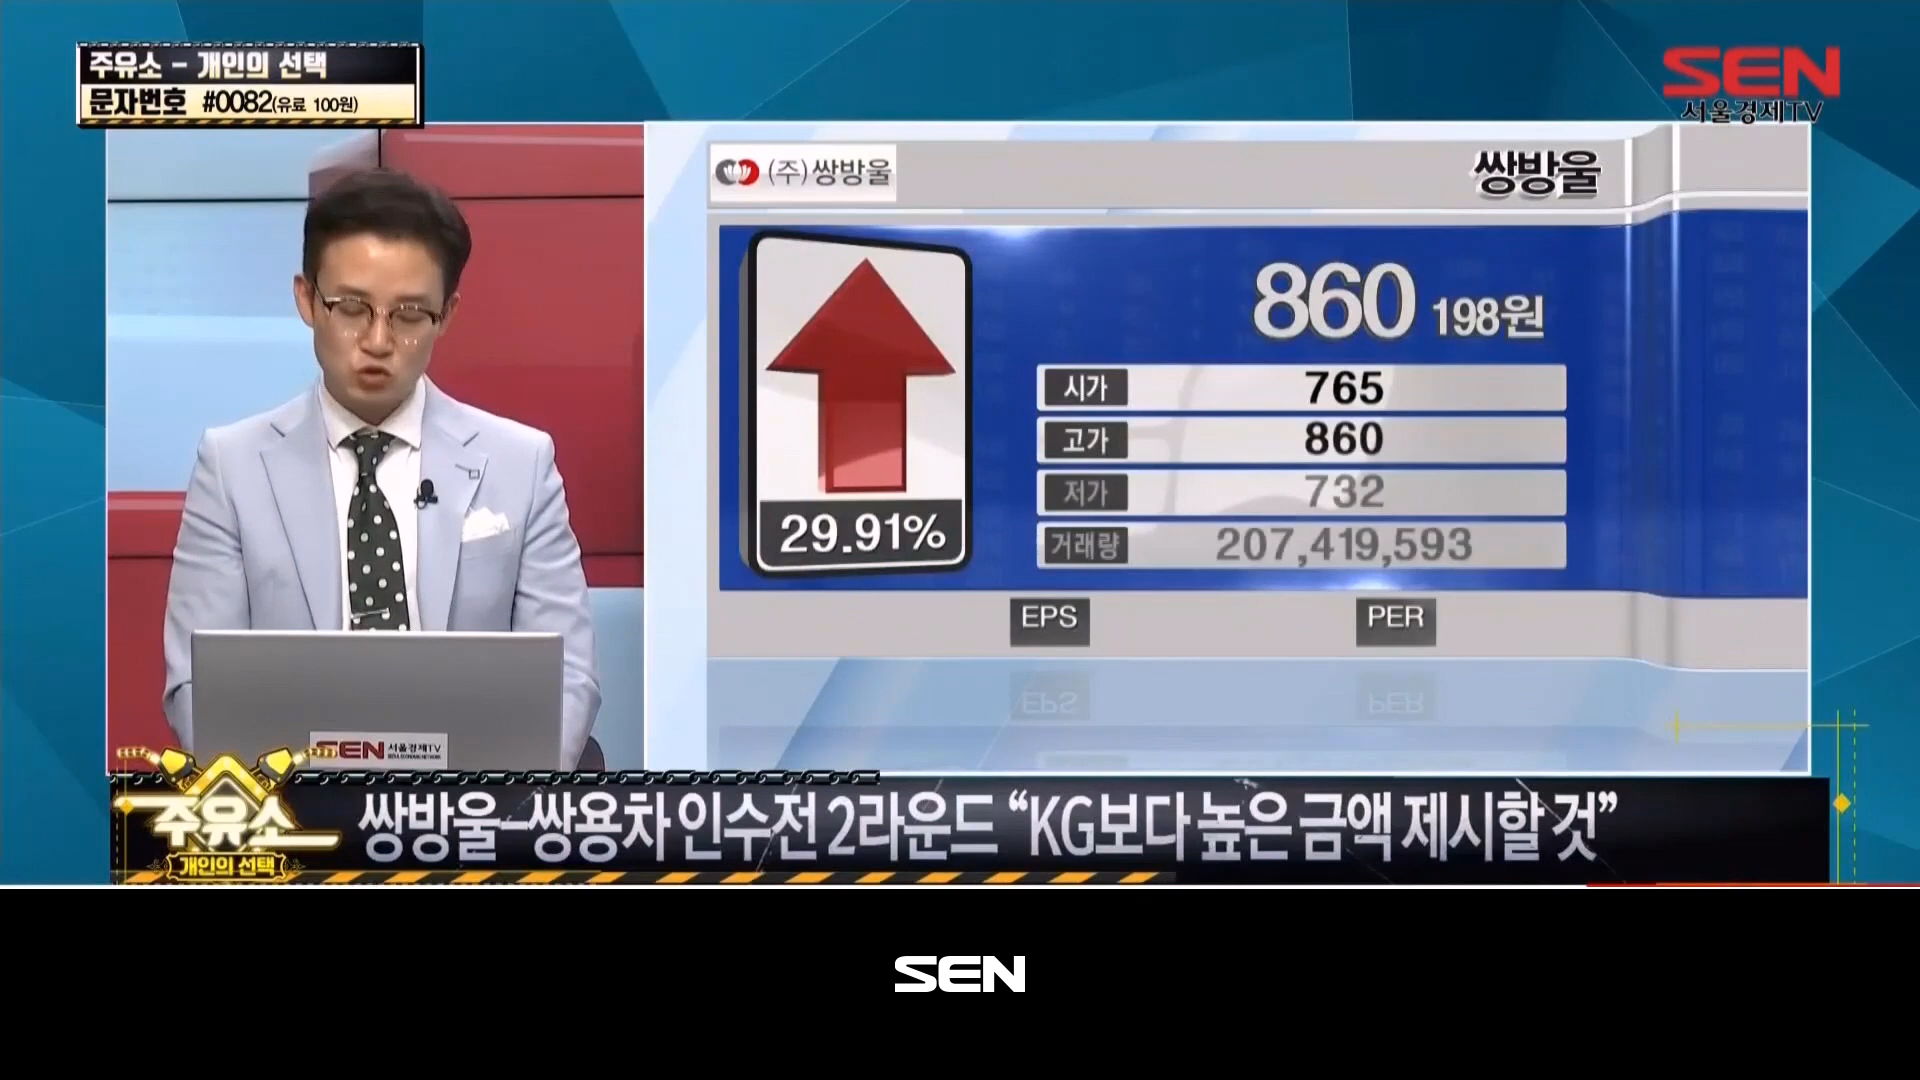 주유소 - 개인의 선택
문자번호 #0082(유료 100원)
SEN
서울경제TV
(주)쌍방울
쌍방울
860 198원
시가 765
고가 860
저가 732
거래량 207,419,593
29.91%
EPS PER
SEN 서울경제TV
주유소
개인의 선택
쌍방울-쌍용차 인수전 2라운드 “KG보다 높은 금액 제시할 것”
SEN